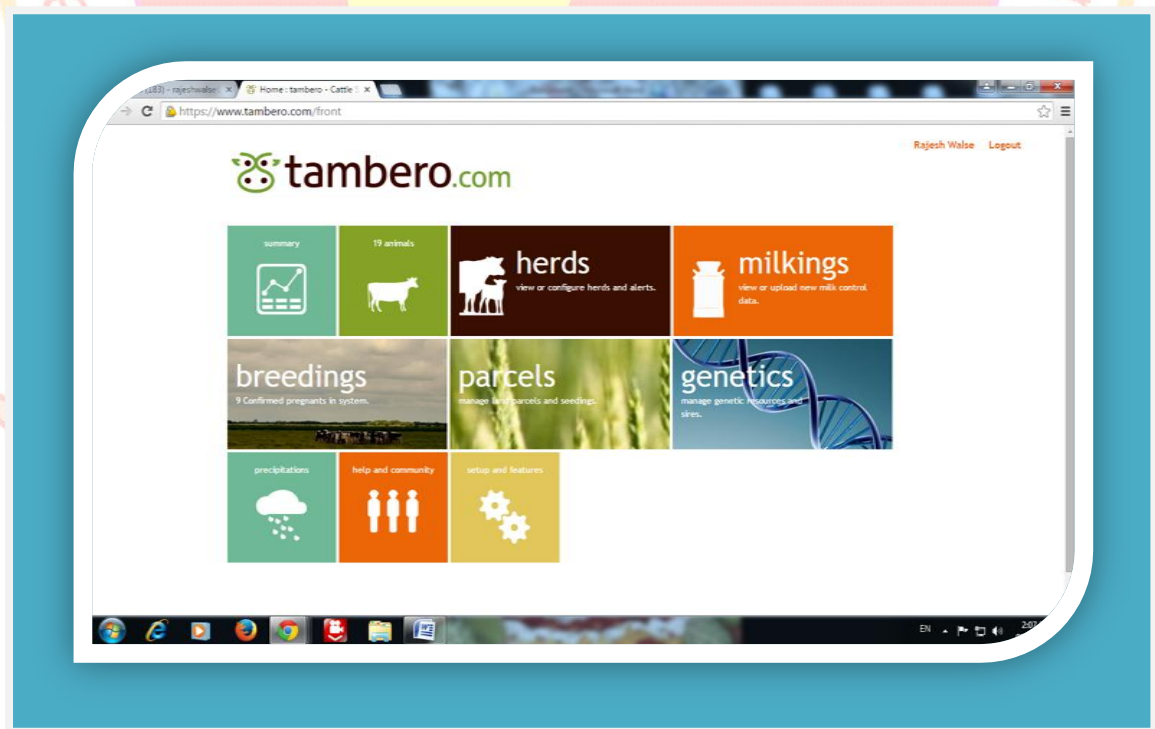 (183) - rajeshwalse
Home : tambero - Cattle
https://www.tambero.com/front
Rajesh Walse Logout
tambero.com
summary
19 animals
herds
view or configure herds and alerts.
milkings
view or upload new milk control
data.
breedings
9 Confirmed pregnants in system.
parcels
manage land parcels and seedings.
genetics
manage genetic resources and
sires.
precipitations
help and community
setup and features
EN
2:07